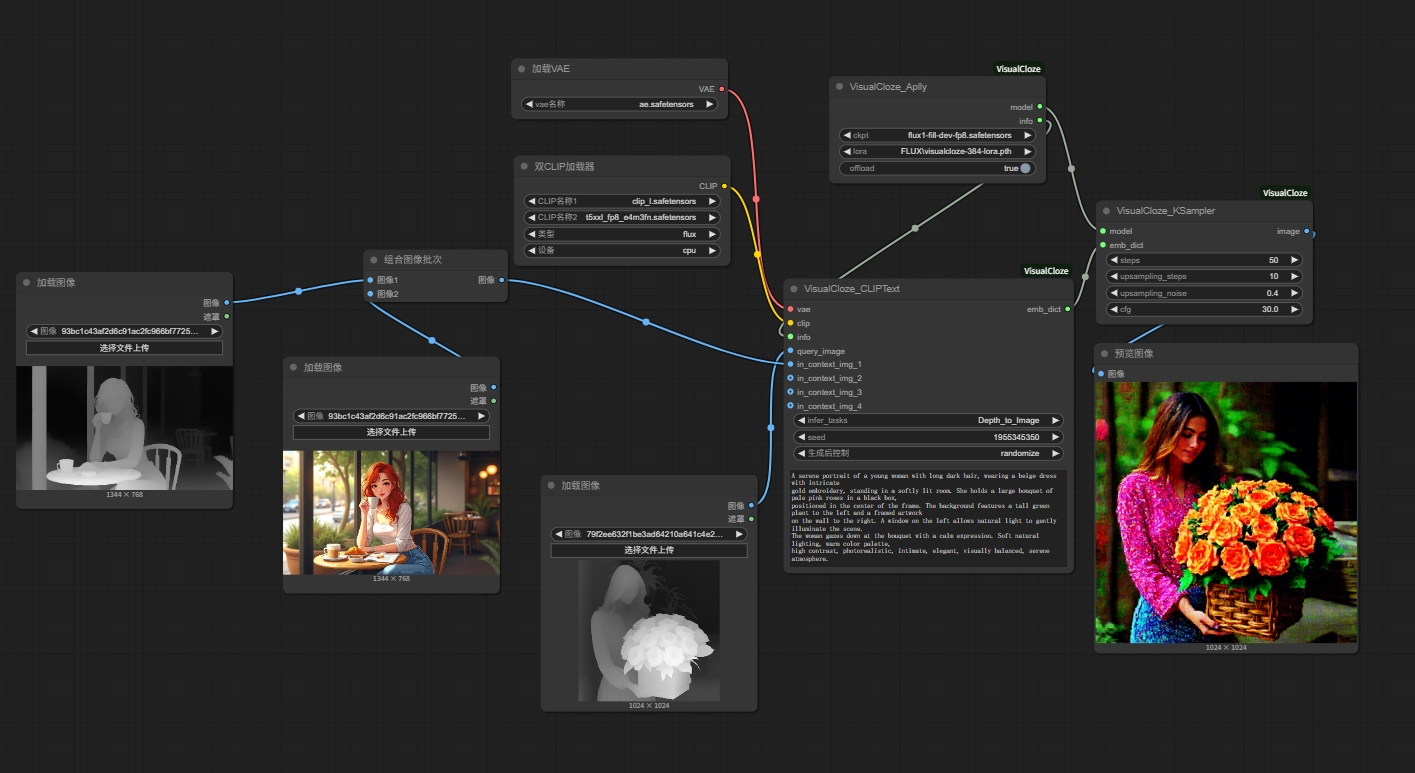 加载VAE
VAE
vae名称 ae.safetensors
双CLIP加载器
CLIP
CLIP名称1 clip_l.safetensors
CLIP名称2 t5xxl_fp8_e4m3fn.safetensors
类型 flux
设备 cpu
VisualCloze
VisualCloze_Aplly
model
info
ckpt flux1-fill-dev-fp8.safetensors
lora FLUX\visualcloze-384-lora.pth
offload true
VisualCloze
VisualCloze_KSampler
model image
emb_dict
steps 50
upsampling_steps 10
upsampling_noise 0.4
cfg 30.0
组合图像批次
图像1 图像
图像2
加载图像
图像
遮罩
图像 93bc1c43af2d6c91ac2fc966bf7725...
选择文件上传
1344 × 768
加载图像
图像
遮罩
图像 93bc1c43af2d6c91ac2fc966bf7725...
选择文件上传
1344 × 768
加载图像
图像
遮罩
图像 79f2ee632f1be3ad64210a641c4e2...
选择文件上传
1024 × 1024
VisualCloze
VisualCloze_CLIPText
vae emb_dict
clip
info
query_image
in_context_img_1
in_context_img_2
in_context_img_3
in_context_img_4
infer_tasks Depth_to_Image
seed 1955345350
生成后控制 randomize
A serene portrait of a young woman with long dark hair, wearing a beige dress
with intricate
gold embroidery, standing in a softly lit room. She holds a large bouquet of
pale pink roses in a black box,
positioned in the center of the frame. The background features a tall green
plant to the left and a framed artwork
on the wall to the right. A window on the left allows natural light to gently
illuminate the scene.
The woman gazes down at the bouquet with a calm expression. Soft natural
lighting, warm color palette,
high contrast, photorealistic, intimate, elegant, visually balanced, serene
atmosphere.
预览图像
图像
1024 × 1024